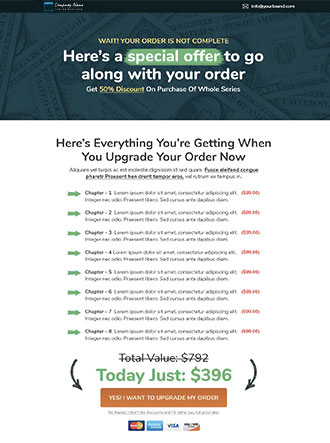 Company Name
info@yourbrand.com
WAIT! YOUR ORDER IS NOT COMPLETE
Here's a special offer to go
along with your order
Get 50% Discount On Purchase Of Whole Series
Here's Everything You're Getting When
You Upgrade Your Order Now
Aliquam vel turpis ac est molestie dignissim id sed quam. Fusce eleifend congue
pharetr Praesent hen drerit tempor eros, vel rutrum ex tempus in.
Chapter - 1 Lorem ipsum dolor sit amet, consectetur adipiscing elit. ($99.00)
Integer nec odio. Praesent libero. Sed cursus ante dapibus diam.
Chapter - 2 Lorem ipsum dolor sit amet, consectetur adipiscing elit. ($99.00)
Integer nec odio. Praesent libero. Sed cursus ante dapibus diam.
Chapter - 3 Lorem ipsum dolor sit amet, consectetur adipiscing elit. ($99.00)
Integer nec odio. Praesent libero. Sed cursus ante dapibus diam.
Chapter - 4 Lorem ipsum dolor sit amet, consectetur adipiscing elit. ($99.00)
Integer nec odio. Praesent libero. Sed cursus ante dapibus diam.
Chapter - 5 Lorem ipsum dolor sit amet, consectetur adipiscing elit. ($99.00)
Integer nec odio. Praesent libero. Sed cursus ante dapibus diam.
Chapter - 6 Lorem ipsum dolor sit amet, consectetur adipiscing elit. ($99.00)
Integer nec odio. Praesent libero. Sed cursus ante dapibus diam.
Chapter - 7 Lorem ipsum dolor sit amet, consectetur adipiscing elit. ($99.00)
Integer nec odio. Praesent libero. Sed cursus ante dapibus diam.
Chapter - 8 Lorem ipsum dolor sit amet, consectetur adipiscing elit. ($99.00)
Integer nec odio. Praesent libero. Sed cursus ante dapibus diam.
Total Value: $792
Today Just: $396
YES! I WANT TO UPGRADE MY ORDER
No thanks, I don't like discounts and I'll rather pay full price later
VISA